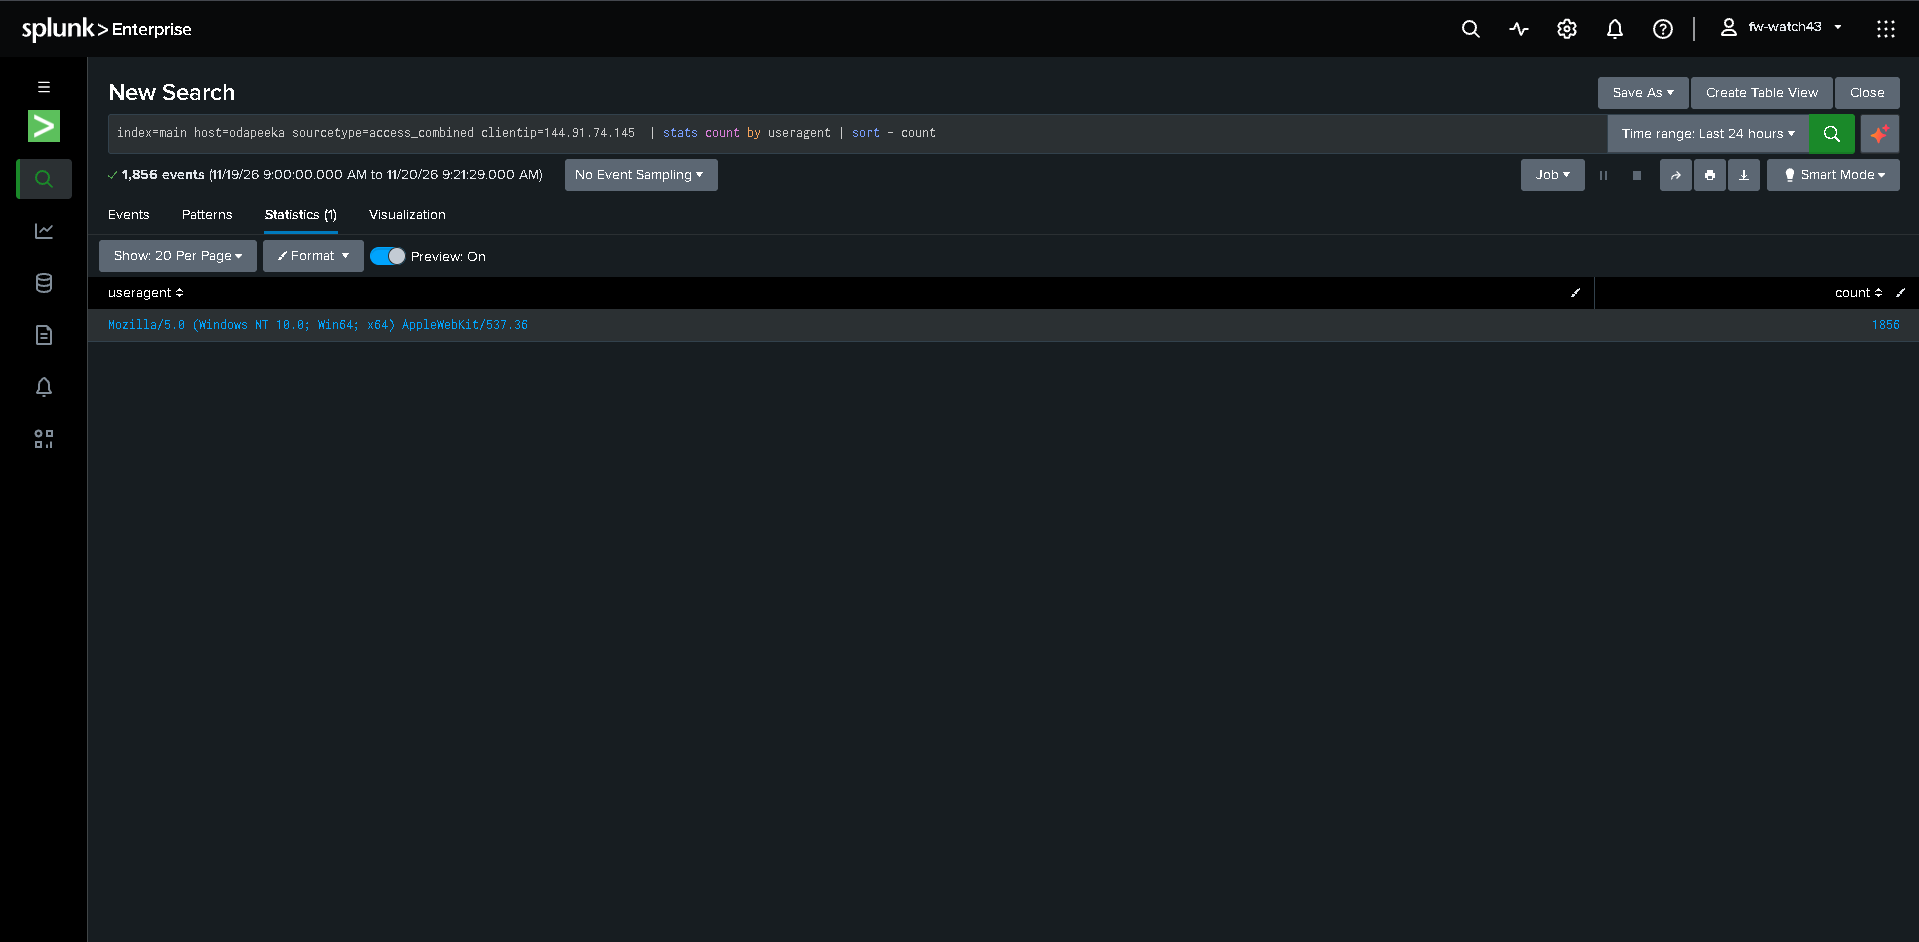 splunk>Enterprise
fw-watch43
New Search
Save As
Create Table View
Close
index=main host=odapeeka sourcetype=access_combined clientip=144.91.74.145 | stats count by useragent | sort - count
Time range: Last 24 hours
1,856 events (11/19/26 9:00:00.000 AM to 11/20/26 9:21:29.000 AM)
No Event Sampling
Job
Smart Mode
Events
Patterns
Statistics (1)
Visualization
Show: 20 Per Page
Format
Preview: On
useragent
count
Mozilla/5.0 (Windows NT 10.0; Win64; x64) AppleWebKit/537.36
1856